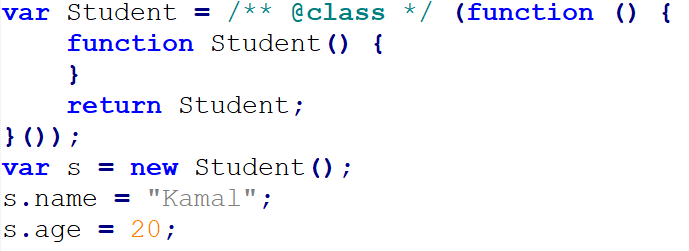 var Student = /** @class */ (function () {
    function Student() {
    }
    return Student;
}());
var s = new Student();
s.name = "Kamal";
s.age = 20;